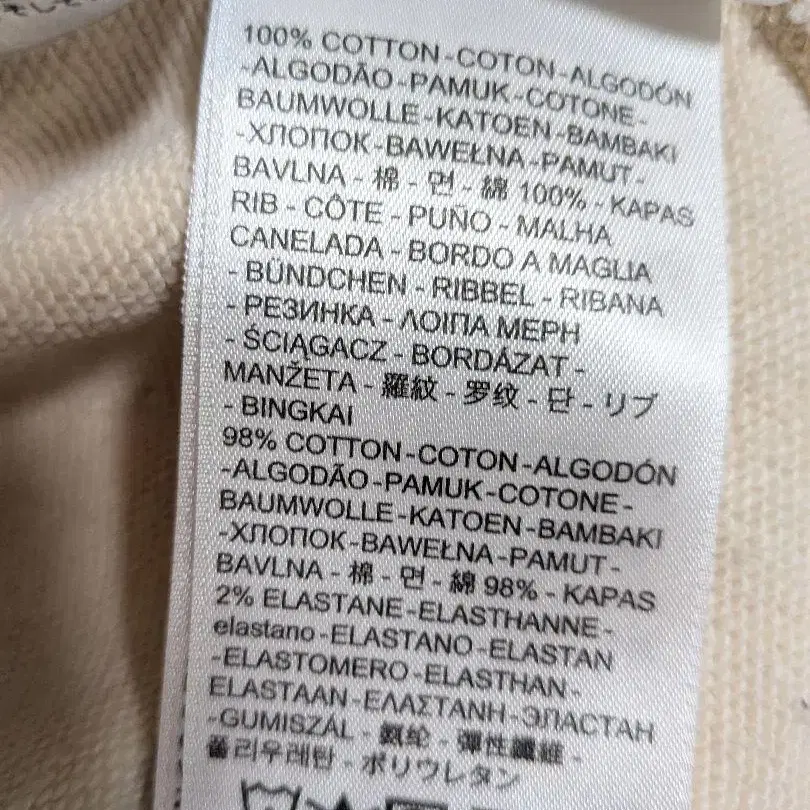 100% COTTON-COTON-ALGODÓN
-ALGODÃO-PAMUK-COTONE-
BAUMWOLLE-KATOEN-BAMBAKI
-ХЛОПОК-BAWEŁNA-PAMUT-
BAVLNA - 棉 - 면 - 綿 100% - KAPAS
RIB - CÔTE - PUÑO - MALHA
CANELADA - BORDO A MAGLIA
- BÜNDCHEN - RIBBEL - RIBANA
- РЕЗИНКА - ΛΟΙΠΑ ΜΕΡΗ
- ŚCIĄGACZ - BORDÁZAT -
MANŽETA - 羅紋 - 罗纹 - 단 - リブ
- BINGKAI
98% COTTON-COTON-ALGODÓN
-ALGODÃO-PAMUK-COTONE-
BAUMWOLLE-KATOEN-BAMBAKI
-ХЛОПОК-BAWEŁNA-PAMUT-
BAVLNA - 棉 - 면 - 綿 98% - KAPAS
2% ELASTANE-ELASTHANNE-
elastano-ELASTANO-ELASTAN
-ELASTOMERO-ELASTHAN-
ELASTAAN-ΕΛΑΣΤΑΝΗ-ЭЛАСТАН
-GUMISZÁL - 氨纶 - 彈性纖維 -
폴리우레탄 - ポリウレタン